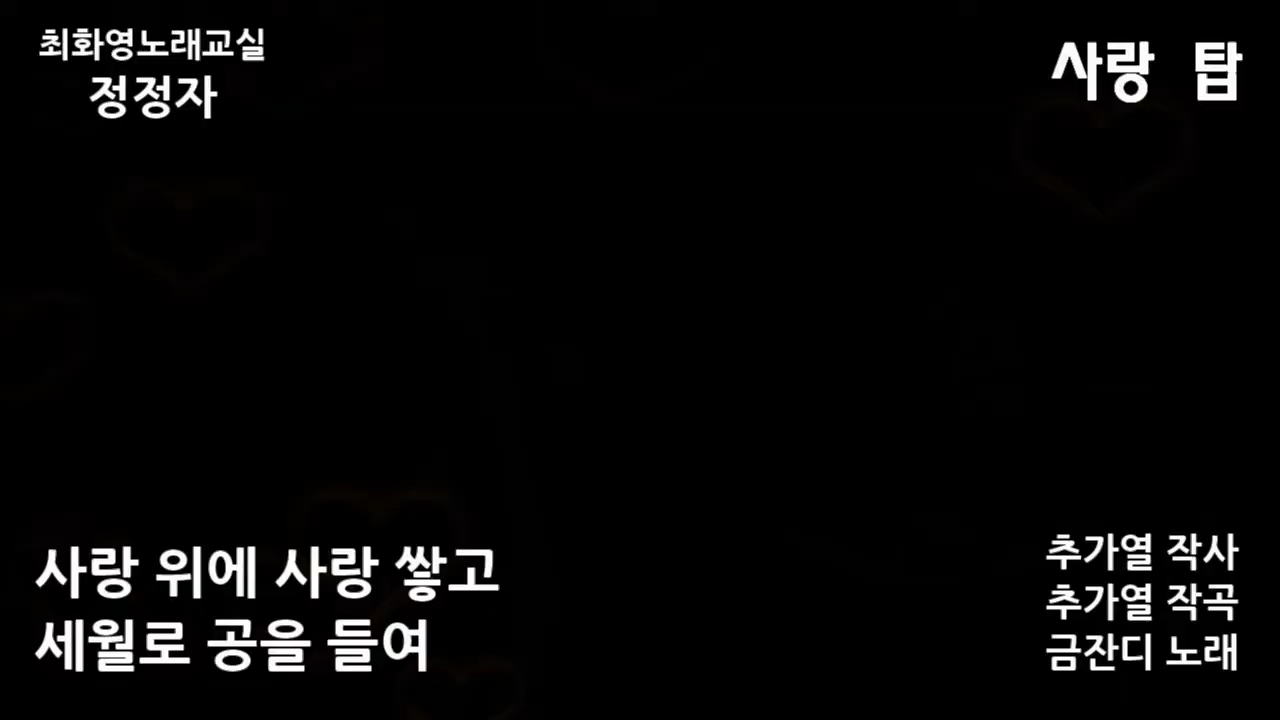 최화영노래교실
정정자
사랑 탑
사랑 위에 사랑 쌓고
세월로 공을 들여
추가열 작사
추가열 작곡
금잔디 노래